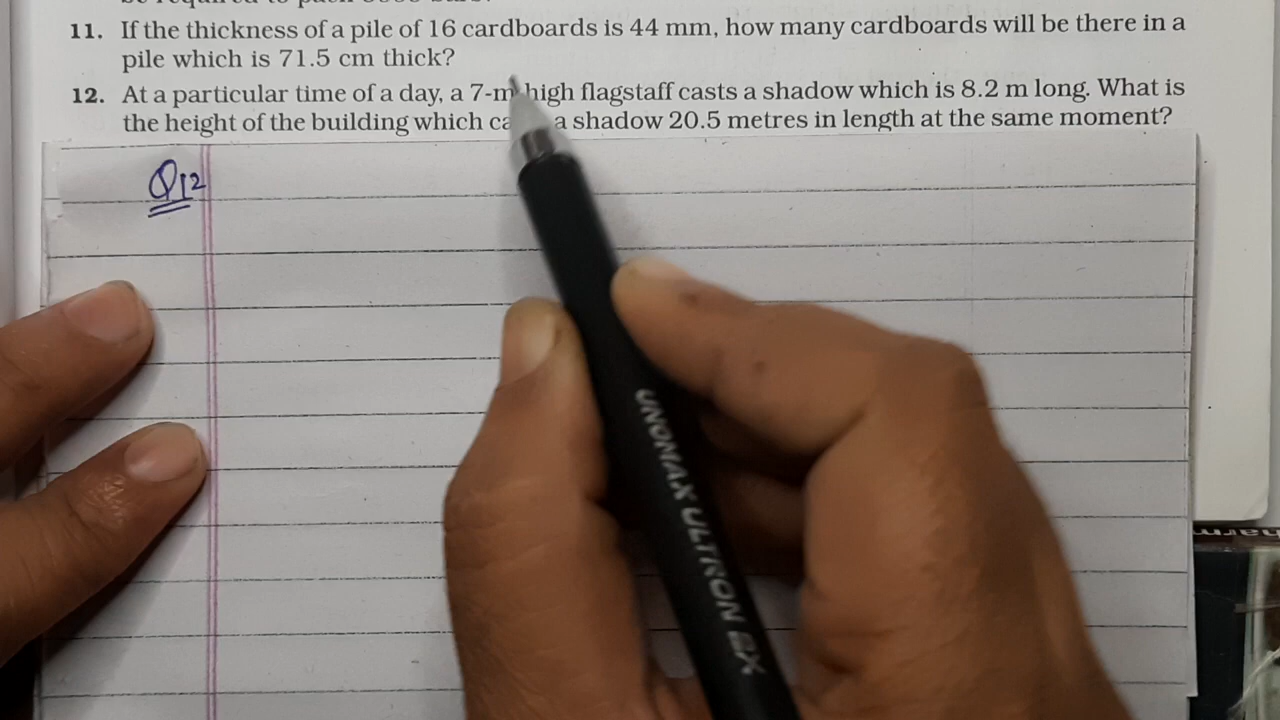 11. If the thickness of a pile of 16 cardboards is 44 mm, how many cardboards will be there in a
pile which is 71.5 cm thick?
12. At a particular time of a day, a 7-m high flagstaff casts a shadow which is 8.2 m long. What is
the height of the building which ca a shadow 20.5 metres in length at the same moment?
Q12
UNOMAX ULTRON 2X